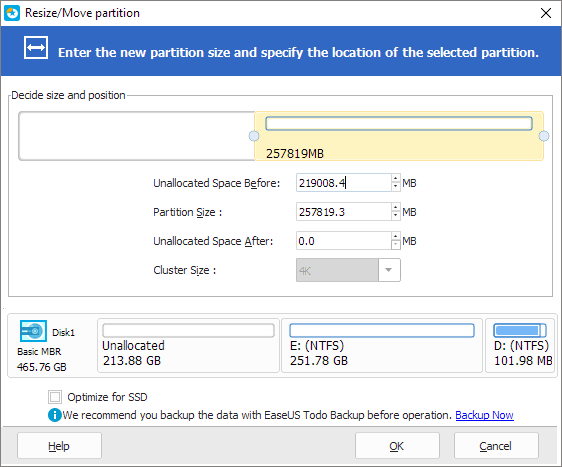 Resize/Move partition
Enter the new partition size and specify the location of the selected partition.
Decide size and position
257819MB
Unallocated Space Before: 219008.4 MB
Partition Size : 257819.3 MB
Unallocated Space After: 0.0 MB
Cluster Size : 4K
Disk1
Basic MBR
465.76 GB
Unallocated
213.88 GB
E: (NTFS)
251.78 GB
D: (NTFS)
101.98 MB
Optimize for SSD
We recommend you backup the data with EaseUS Todo Backup before operation. Backup Now
Help OK Cancel